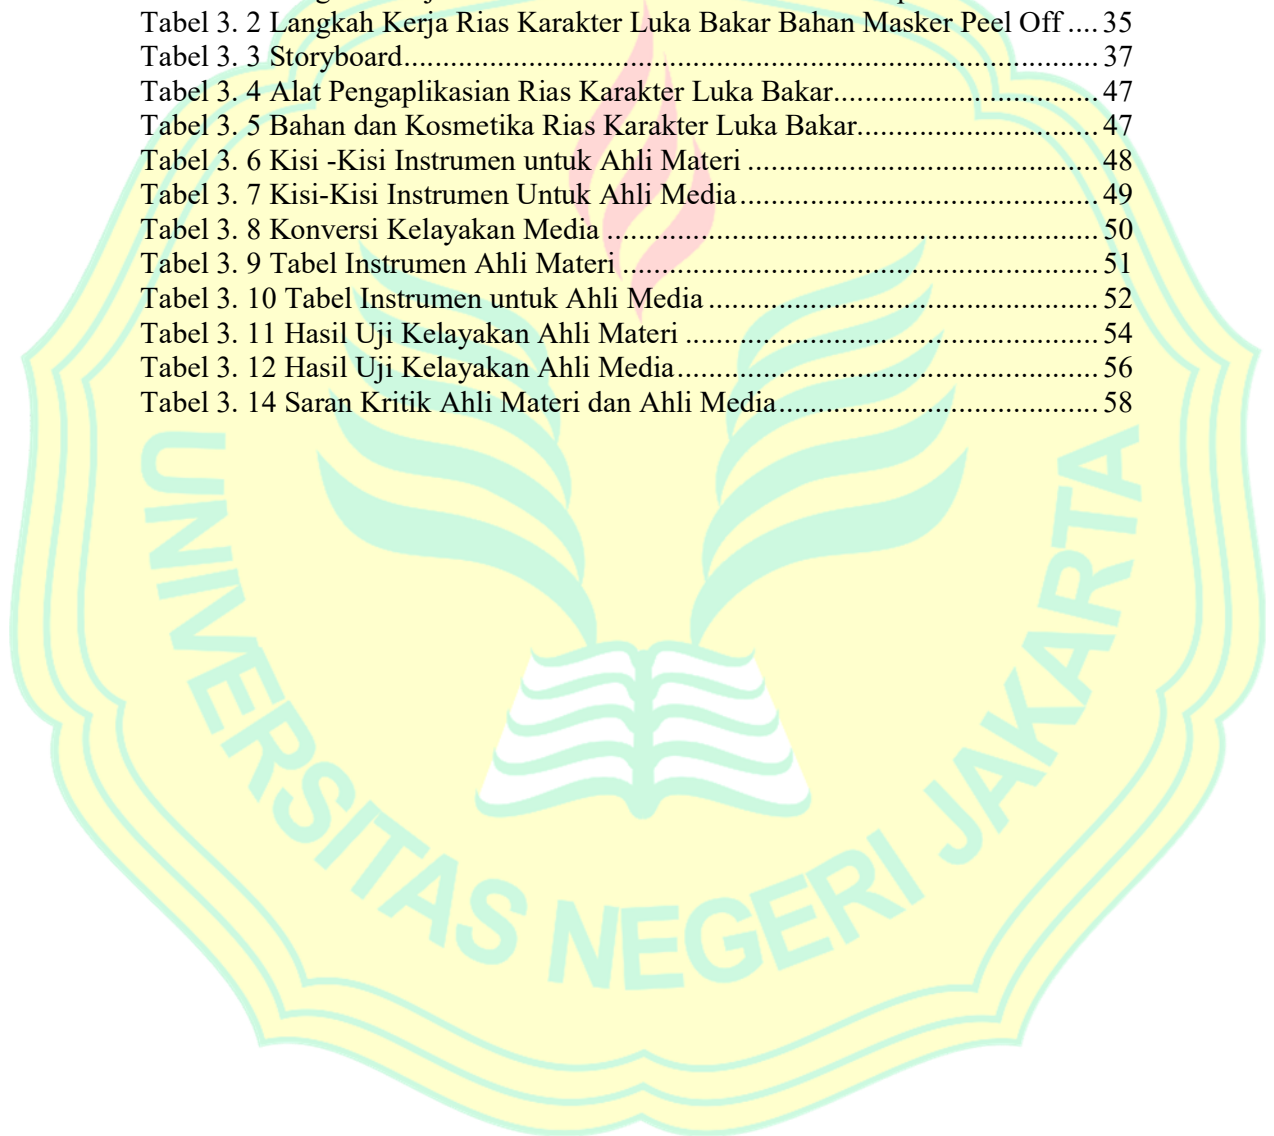 Tabel 3. 2 Langkah Kerja Rias Karakter Luka Bakar Bahan Masker Peel Off .... 35
Tabel 3. 3 Storyboard......................................................................................... 37
Tabel 3. 4 Alat Pengaplikasian Rias Karakter Luka Bakar.................................. 47
Tabel 3. 5 Bahan dan Kosmetika Rias Karakter Luka Bakar............................... 47
Tabel 3. 6 Kisi -Kisi Instrumen untuk Ahli Materi ............................................. 48
Tabel 3. 7 Kisi-Kisi Instrumen Untuk Ahli Media.............................................. 49
Tabel 3. 8 Konversi Kelayakan Media ............................................................... 50
Tabel 3. 9 Tabel Instrumen Ahli Materi ............................................................. 51
Tabel 3. 10 Tabel Instrumen untuk Ahli Media .................................................. 52
Tabel 3. 11 Hasil Uji Kelayakan Ahli Materi ..................................................... 54
Tabel 3. 12 Hasil Uji Kelayakan Ahli Media...................................................... 56
Tabel 3. 14 Saran Kritik Ahli Materi dan Ahli Media......................................... 58
UNIVERSITAS NEGERI JAKARTA